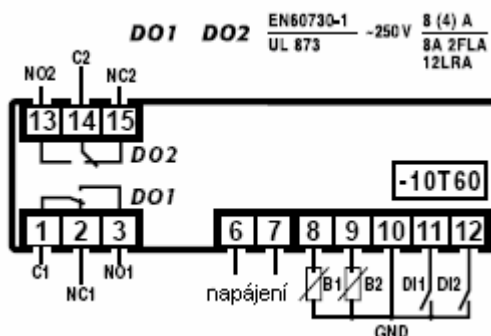 DO1 DO2 EN60730-1 ~250 V 8 (4) A
UL 873 8A 2FLA
12LRA
NO2 C2 NC2
13 14 15
DO2
DO1
-10T60
1 2 3 6 7 8 9 10 11 12
C1 NC1 NO1
napájení
B1 B2 DI1 DI2
GND